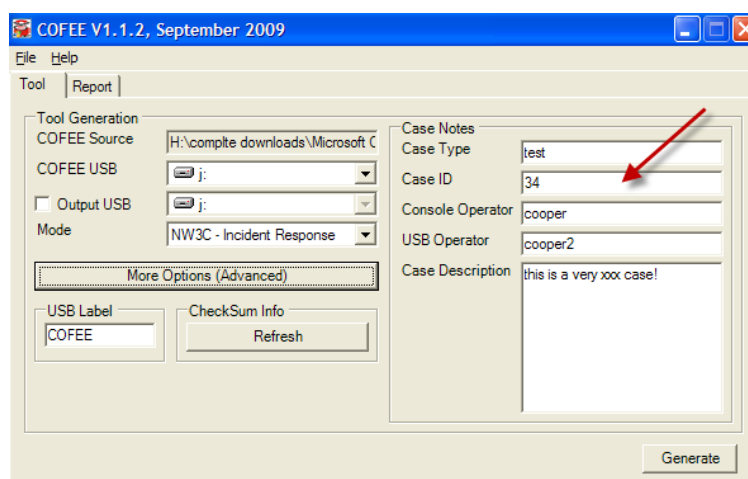 COFEE V1.1.2, September 2009
File Help
Tool Report
Tool Generation
COFEE Source H:\complte downloads\Microsoft C
COFEE USB j:
Output USB j:
Mode NW3C - Incident Response
More Options (Advanced)
USB Label CheckSum Info
COFEE Refresh
Case Notes
Case Type test
Case ID 34
Console Operator cooper
USB Operator cooper2
Case Description this is a very xxx case!
Generate